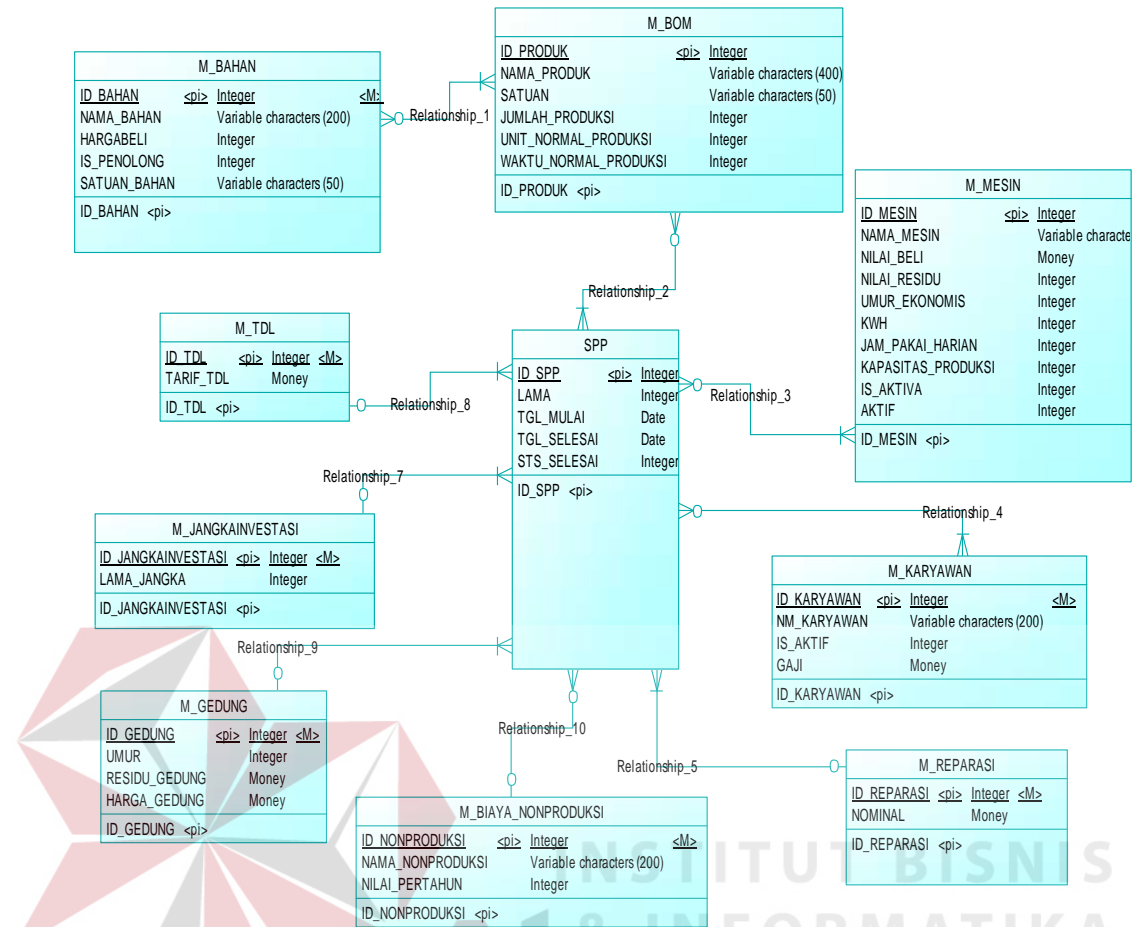 M_BOM
ID_PRODUK <pi> Integer
NAMA_PRODUK Variable characters (400)
SATUAN Variable characters (50)
JUMLAH_PRODUKSI Integer
UNIT_NORMAL_PRODUKSI Integer
WAKTU_NORMAL_PRODUKSI Integer
ID_PRODUK <pi>
M_BAHAN
ID_BAHAN <pi> Integer <M>
NAMA_BAHAN Variable characters (200)
HARGABELI Integer
IS_PENOLONG Integer
SATUAN_BAHAN Variable characters (50)
ID_BAHAN <pi>
Relationship_1
M_MESIN
ID_MESIN <pi> Integer
NAMA_MESIN Variable characte
NILAI_BELI Money
NILAI_RESIDU Integer
UMUR_EKONOMIS Integer
KWH Integer
JAM_PAKAI_HARIAN Integer
KAPASITAS_PRODUKSI Integer
IS_AKTIVA Integer
AKTIF Integer
ID_MESIN <pi>
Relationship_2
M_TDL
ID_TDL <pi> Integer <M>
TARIF_TDL Money
ID_TDL <pi>
Relationship_8
SPP
ID_SPP <pi> Integer
LAMA Integer
TGL_MULAI Date
TGL_SELESAI Date
STS_SELESAI Integer
ID_SPP <pi>
Relationship_3
Relationship_7
M_JANGKAINVESTASI
ID_JANGKAINVESTASI <pi> Integer <M>
LAMA_JANGKA Integer
ID_JANGKAINVESTASI <pi>
Relationship_4
M_KARYAWAN
ID_KARYAWAN <pi> Integer <M>
NM_KARYAWAN Variable characters (200)
IS_AKTIF Integer
GAJI Money
ID_KARYAWAN <pi>
Relationship_9
M_GEDUNG
ID_GEDUNG <pi> Integer <M>
UMUR Integer
RESIDU_GEDUNG Money
HARGA_GEDUNG Money
ID_GEDUNG <pi>
Relationship_10
Relationship_5
M_REPARASI
ID_REPARASI <pi> Integer <M>
NOMINAL Money
ID_REPARASI <pi>
M_BIAYA_NONPRODUKSI
ID_NONPRODUKSI <pi> Integer <M>
NAMA_NONPRODUKSI Variable characters (200)
NILAI_PERTAHUN Integer
ID_NONPRODUKSI <pi>
INSTITUT BISNIS
& INFORMATIKA